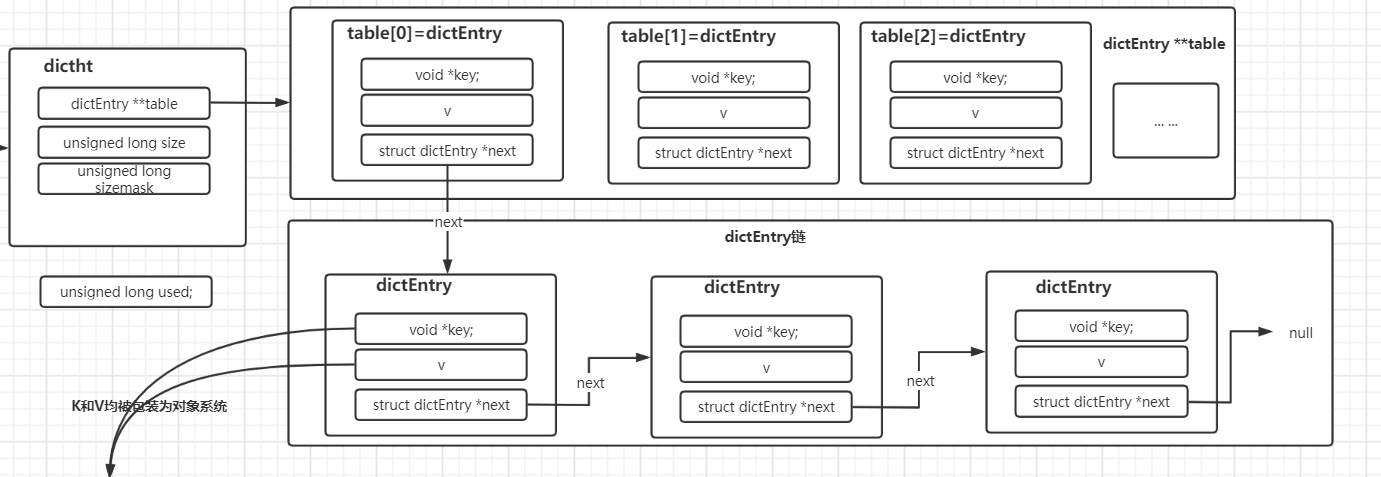 dictht
dictEntry **table
unsigned long size
unsigned long
sizemask
unsigned long used;
table[0]=dictEntry
void *key;
v
struct dictEntry *next
table[1]=dictEntry
void *key;
v
struct dictEntry *next
table[2]=dictEntry
void *key;
v
struct dictEntry *next
dictEntry **table
... ...
next
dictEntry链
dictEntry
void *key;
v
struct dictEntry *next
next
dictEntry
void *key;
v
struct dictEntry *next
next
dictEntry
void *key;
v
struct dictEntry *next
null
K和V均被包装为对象系统